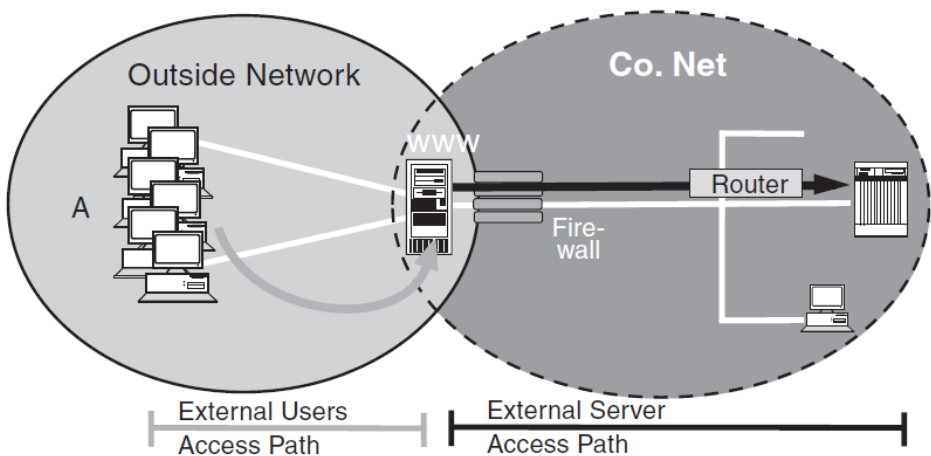 Outside Network
Co. Net
WWW
A
Router
Fire-
wall
External Users
Access Path
External Server
Access Path